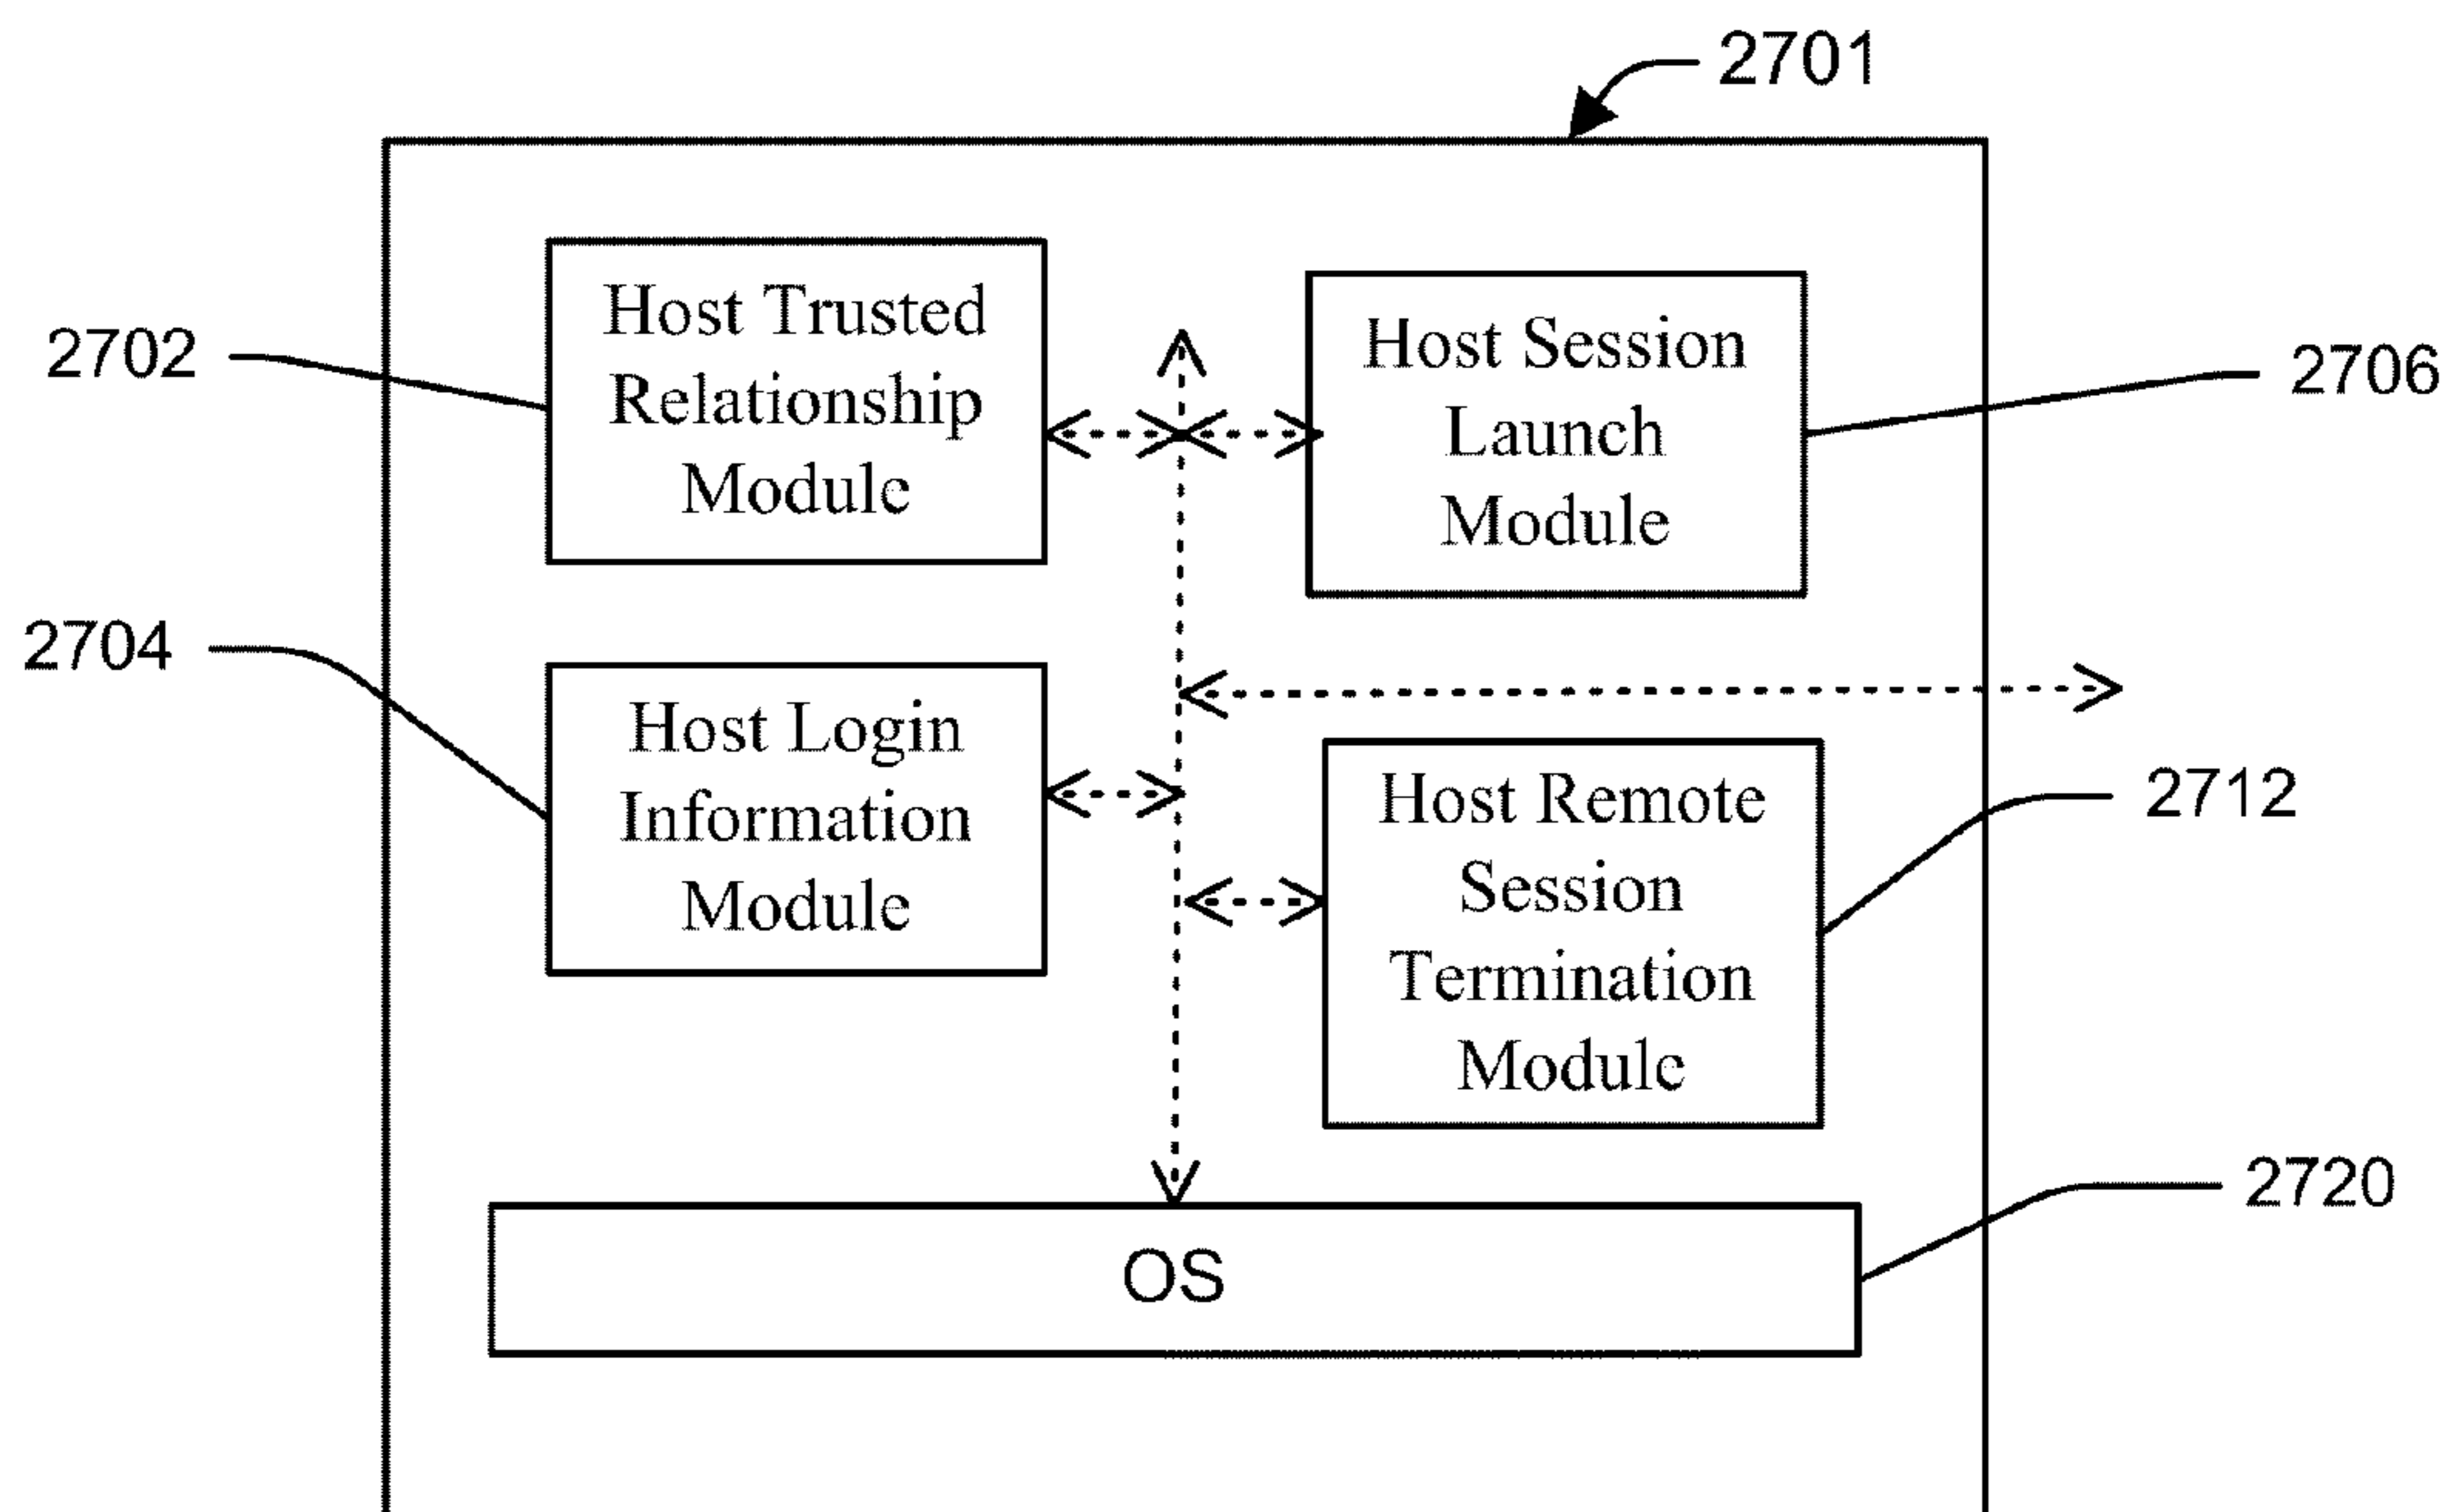 2701
Host Trusted
Relationship
Module
2702
Host Session
Launch
Module
2706
2704
Host Login
Information
Module
Host Remote
Session
Termination
Module
2712
OS
2720